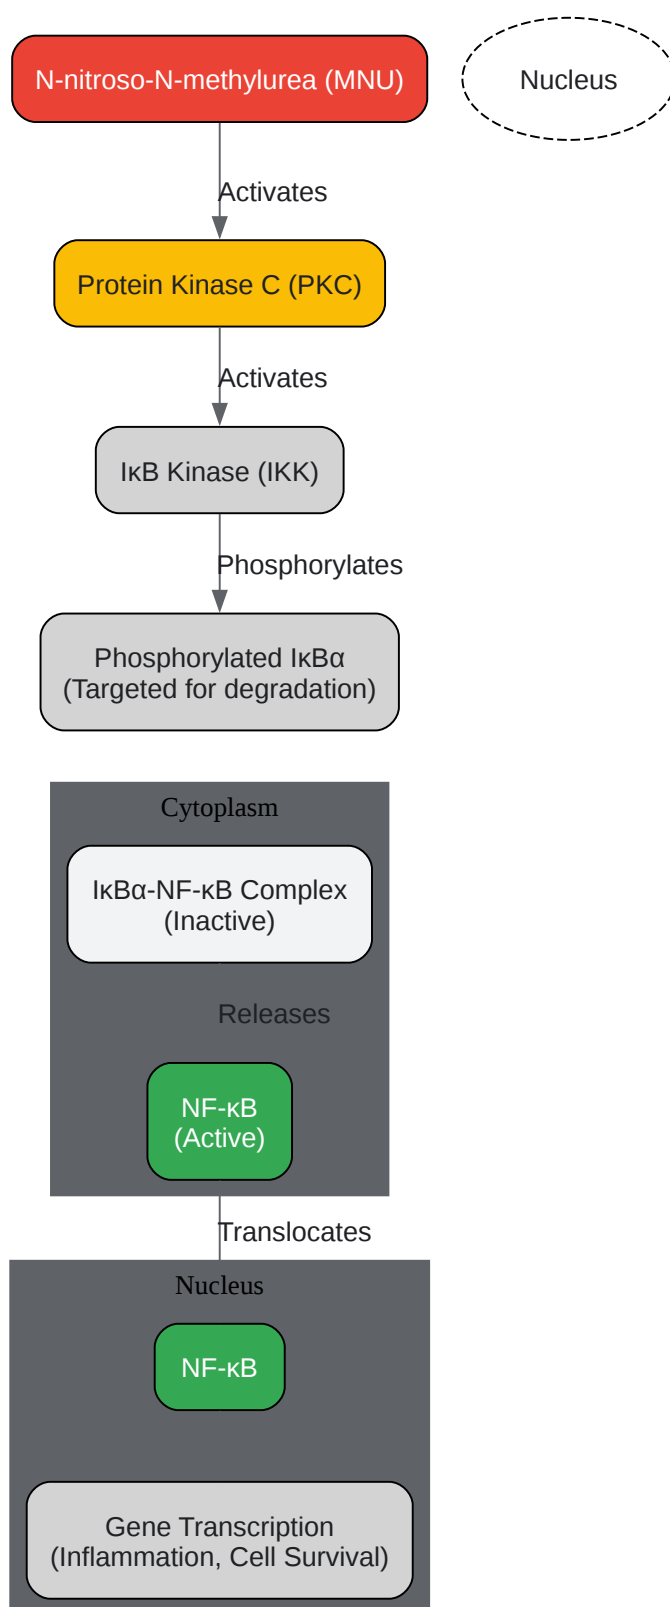 N-nitroso-N-methylurea (MNU)
Nucleus
Activates
Protein Kinase C (PKC)
Activates
IκB Kinase (IKK)
Phosphorylates
Phosphorylated IκBα
(Targeted for degradation)
Cytoplasm
IκBα-NF-κB Complex
(Inactive)
Releases
NF-κB
(Active)
Translocates
Nucleus
NF-κB
Gene Transcription
(Inflammation, Cell Survival)